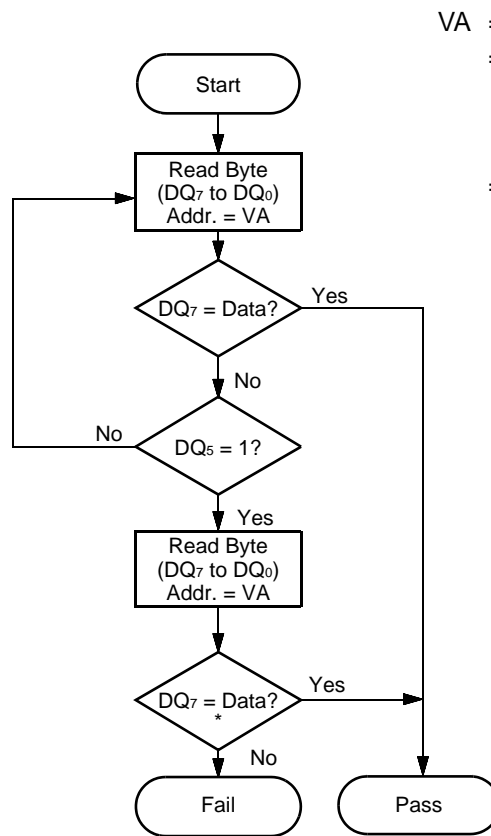 VA =
=
=
Start
Read Byte
(DQ7 to DQ0)
Addr. = VA
DQ7 = Data?
Yes
No
No
DQ5 = 1?
Yes
Read Byte
(DQ7 to DQ0)
Addr. = VA
DQ7 = Data?
*
Yes
No
Fail
Pass